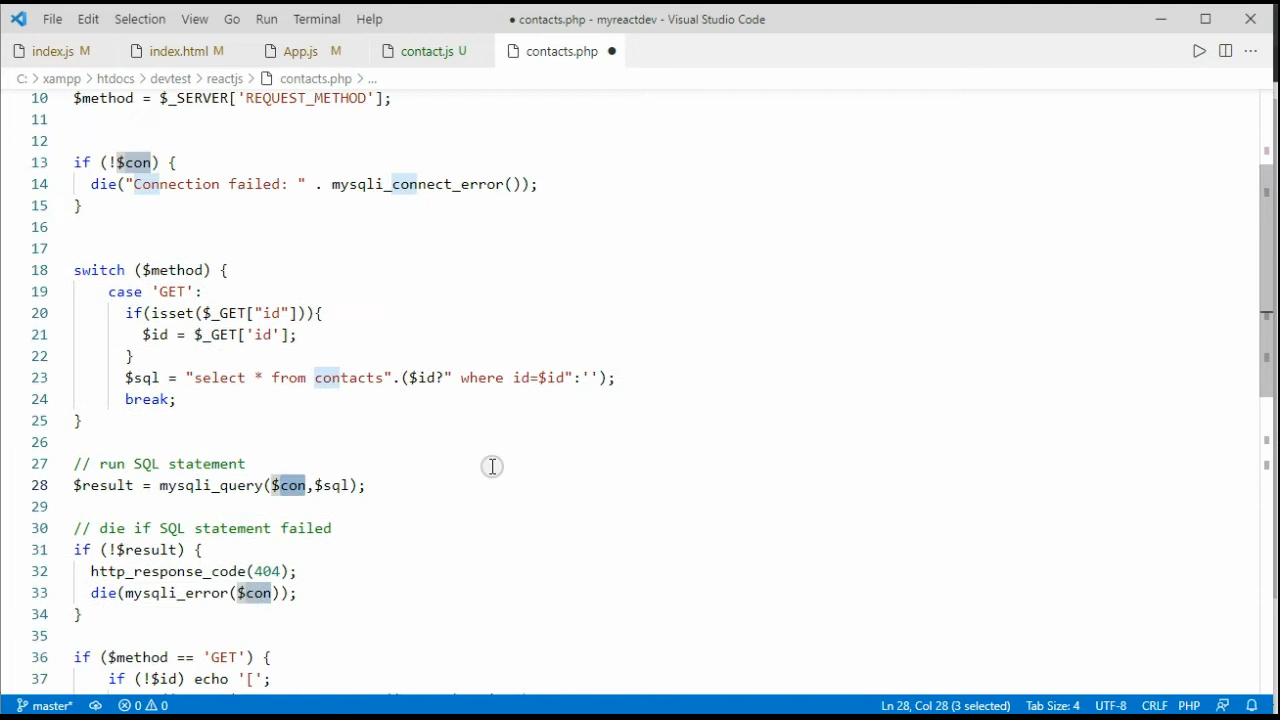 File Edit Selection View Go Run Terminal Help ● contacts.php - myreactdev - Visual Studio Code
index.js M index.html M App.js M contact.js U contacts.php ●
C: > xampp > htdocs > devtest > reactjs > contacts.php > ...
10 $method = $_SERVER['REQUEST_METHOD'];
11
12
13 if (!$con) {
14 die("Connection failed: " . mysqli_connect_error());
15 }
16
17
18 switch ($method) {
19 case 'GET':
20 if(isset($_GET["id"])){
21 $id = $_GET['id'];
22 }
23 $sql = "select * from contacts".($id?" where id=$id":'');
24 break;
25 }
26
27 // run SQL statement
28 $result = mysqli_query($con,$sql);
29
30 // die if SQL statement failed
31 if (!$result) {
32 http_response_code(404);
33 die(mysqli_error($con));
34 }
35
36 if ($method == 'GET') {
37 if (!$id) echo '[';
master* 0 0 Ln 28, Col 28 (3 selected) Tab Size: 4 UTF-8 CRLF PHP